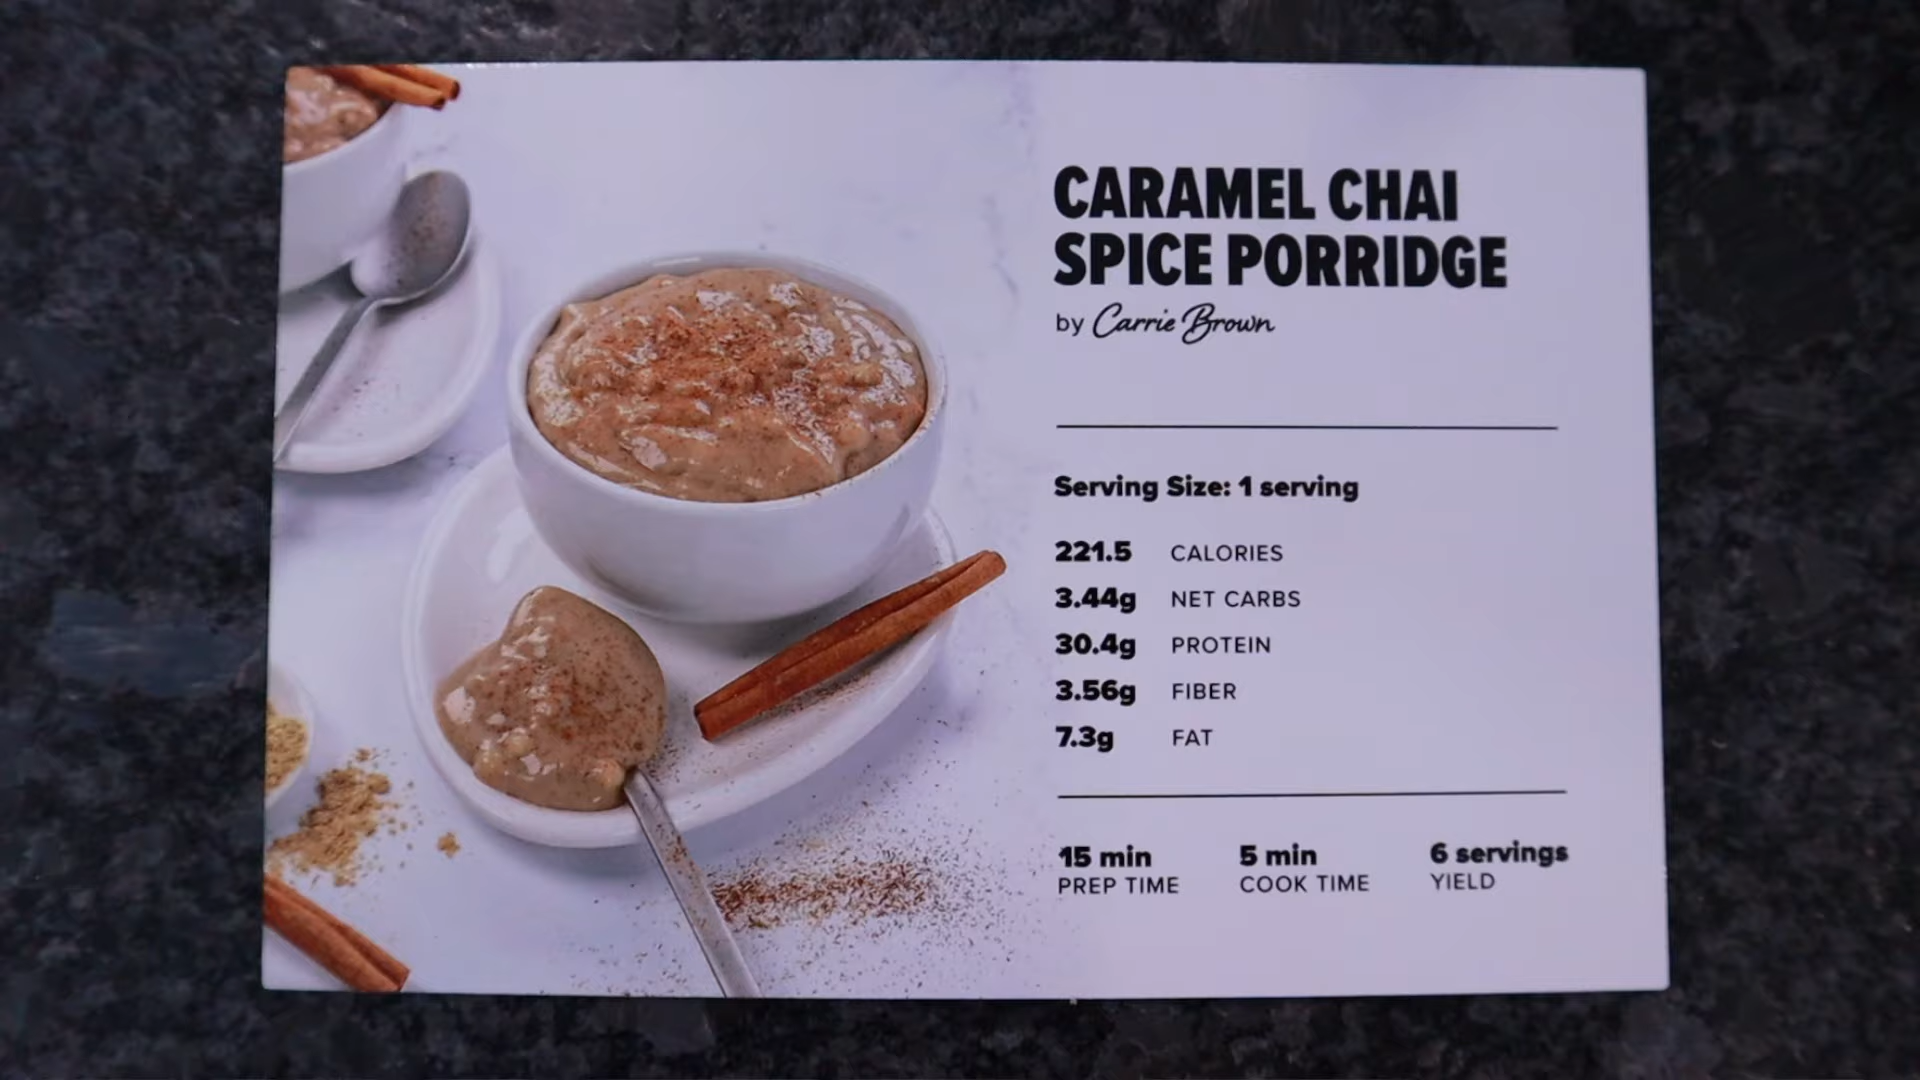 CARAMEL CHAI
SPICE PORRIDGE
by Carrie Brown
Serving Size: 1 serving
221.5 CALORIES
3.44g NET CARBS
30.4g PROTEIN
3.56g FIBER
7.3g FAT
15 min 5 min 6 servings
PREP TIME COOK TIME YIELD